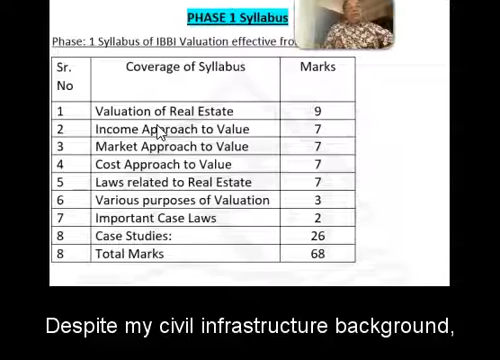 PHASE 1 Syllabus
Phase: 1 Syllabus of IBBI Valuation effective fro
Sr. No Coverage of Syllabus Marks
1 Valuation of Real Estate 9
2 Income Approach to Value 7
3 Market Approach to Value 7
4 Cost Approach to Value 7
5 Laws related to Real Estate 7
6 Various purposes of Valuation 3
7 Important Case Laws 2
8 Case Studies: 26
8 Total Marks 68
Despite my civil infrastructure background,